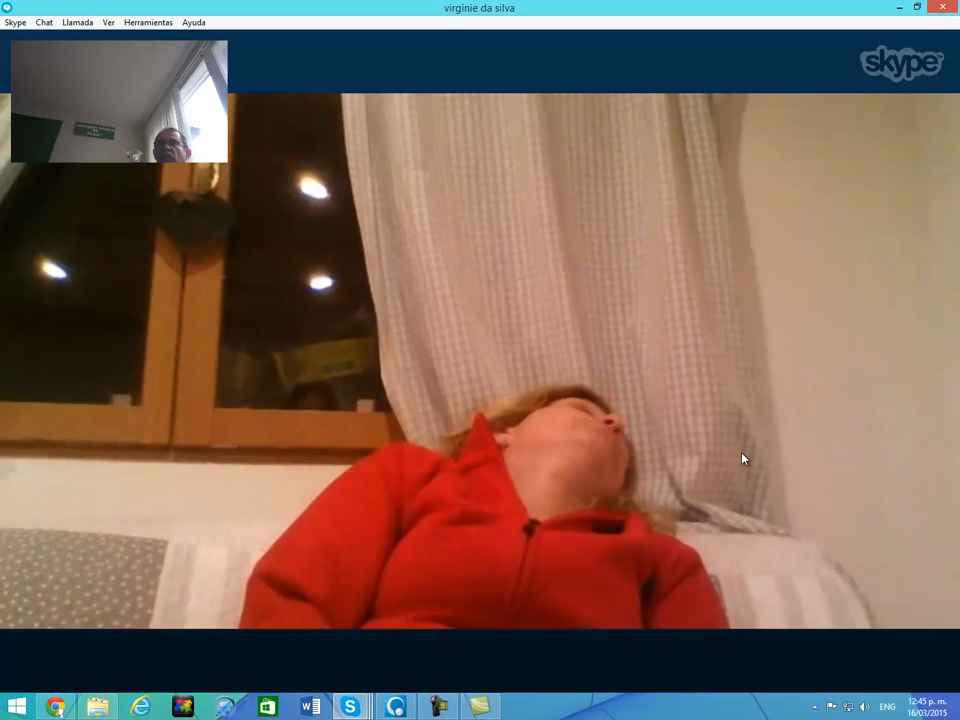 virginie da silva
Skype Chat Llamada Ver Herramientas Ayuda
skype
ENG
12:45 p. m.
16/03/2015